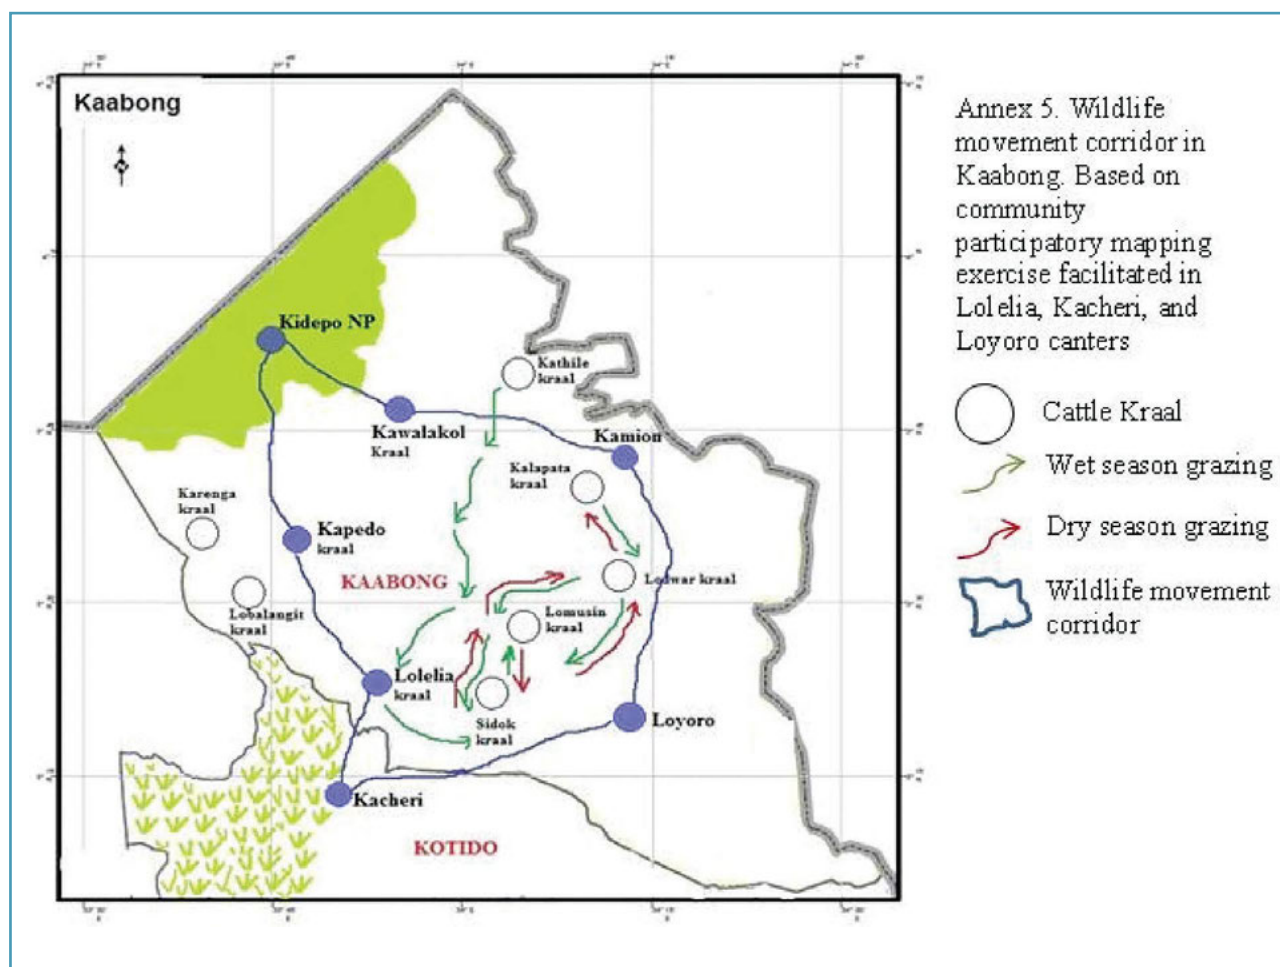 Kaabong
Kidepo NP
Kathile
kraal
Kawalakol
Kraal
Kamion
Kalapata
kraal
Karenga
kraal
Kapedo
kraal
KAABONG
Lodwar kraal
Lobalangit
kraal
Lomusin
kraal
Lolelia
kraal
Sidok
kraal
Loyoro
Kacheri
KOTIDO
Annex 5. Wildlife
movement corridor in
Kaabong. Based on
community
participatory mapping
exercise facilitated in
Lolelia, Kacheri, and
Loyoro canters
Cattle Kraal
Wet season grazing
Dry season grazing
Wildlife movement
corridor